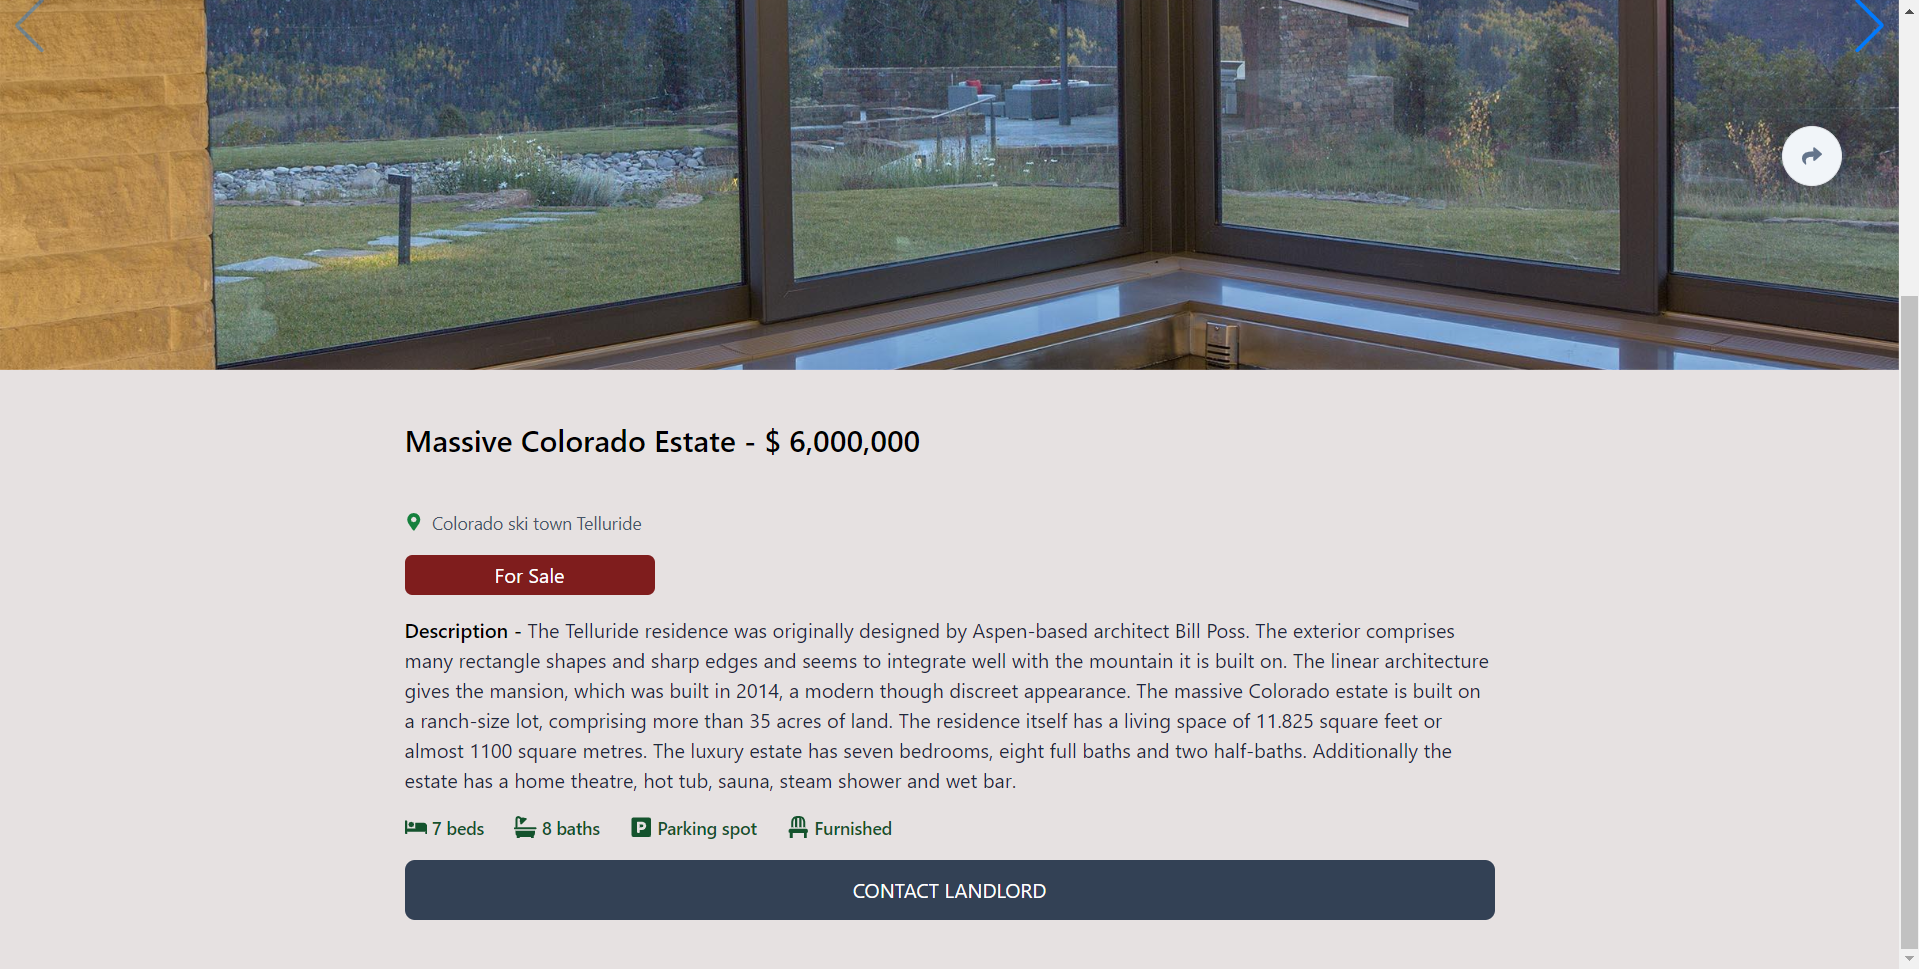 Massive Colorado Estate - $ 6,000,000
Colorado ski town Telluride
For Sale
Description - The Telluride residence was originally designed by Aspen-based architect Bill Poss. The exterior comprises
many rectangle shapes and sharp edges and seems to integrate well with the mountain it is built on. The linear architecture
gives the mansion, which was built in 2014, a modern though discreet appearance. The massive Colorado estate is built on
a ranch-size lot, comprising more than 35 acres of land. The residence itself has a living space of 11.825 square feet or
almost 1100 square metres. The luxury estate has seven bedrooms, eight full baths and two half-baths. Additionally the
estate has a home theatre, hot tub, sauna, steam shower and wet bar.
7 beds 8 baths P Parking spot Furnished
CONTACT LANDLORD